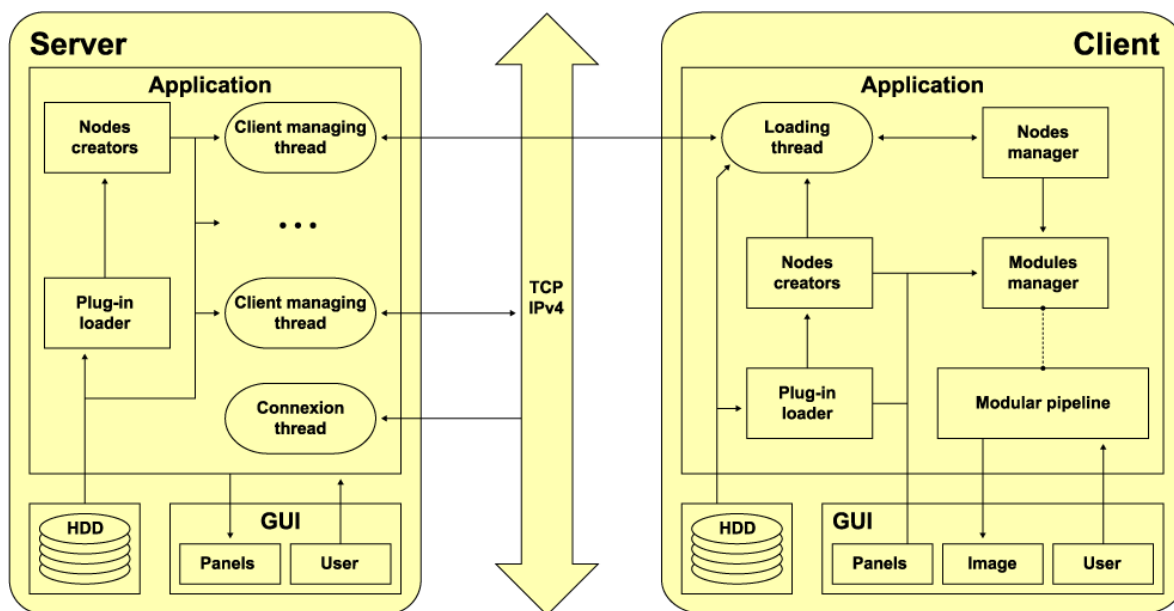 Server
Application
Nodes
creators
Client managing
thread
• • •
Plug-in
loader
Client managing
thread
Connexion
thread
HDD
GUI
Panels
User
TCP
IPv4
Client
Application
Loading
thread
Nodes
manager
Nodes
creators
Modules
manager
Plug-in
loader
Modular pipeline
HDD
GUI
Panels
Image
User